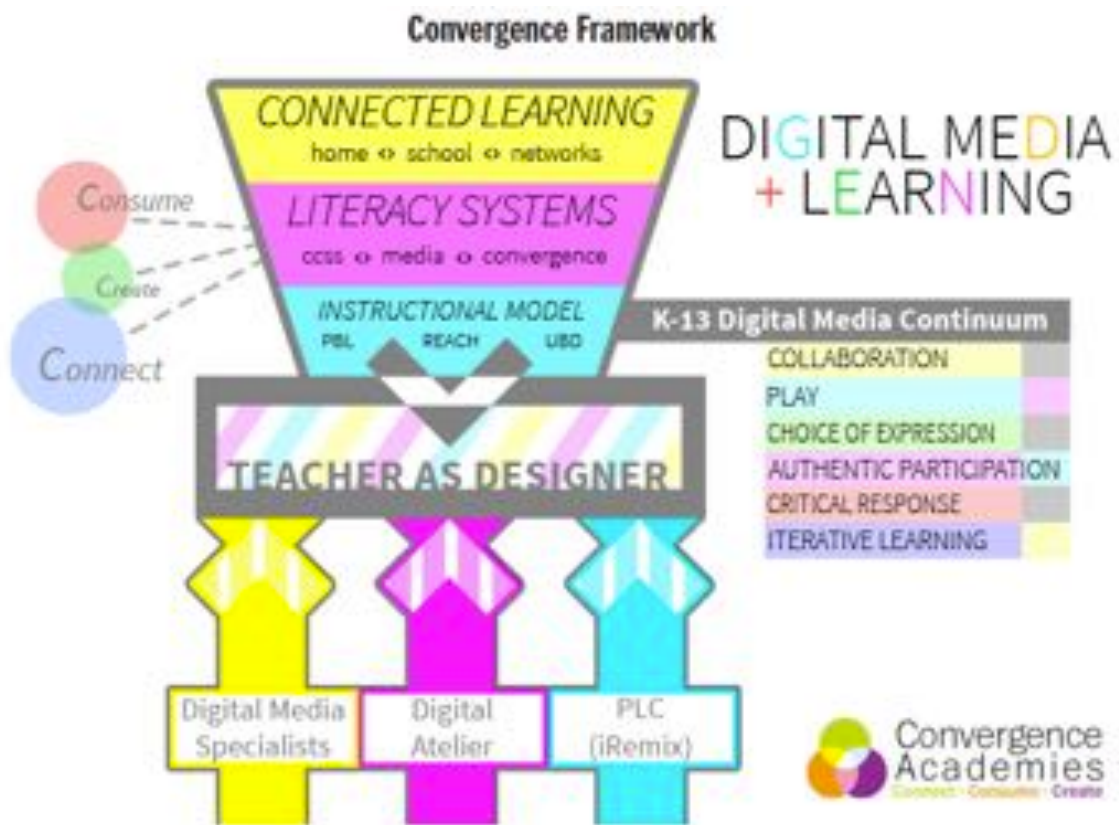 Convergence Framework
CONNECTED LEARNING
home <> school <> networks
DIGITAL MEDIA
+ LEARNING
LITERACY SYSTEMS
ccss <> media <> convergence
Consume
Create
Connect
INSTRUCTIONAL MODEL
PBL REACH UBD
K-13 Digital Media Continuum
COLLABORATION
PLAY
CHOICE OF EXPRESSION
AUTHENTIC PARTICIPATION
CRITICAL RESPONSE
ITERATIVE LEARNING
TEACHER AS DESIGNER
Digital Media
Specialists
Digital
Atelier
PLC
(iRemix)
Convergence
Academies
Connect · Consume · Create